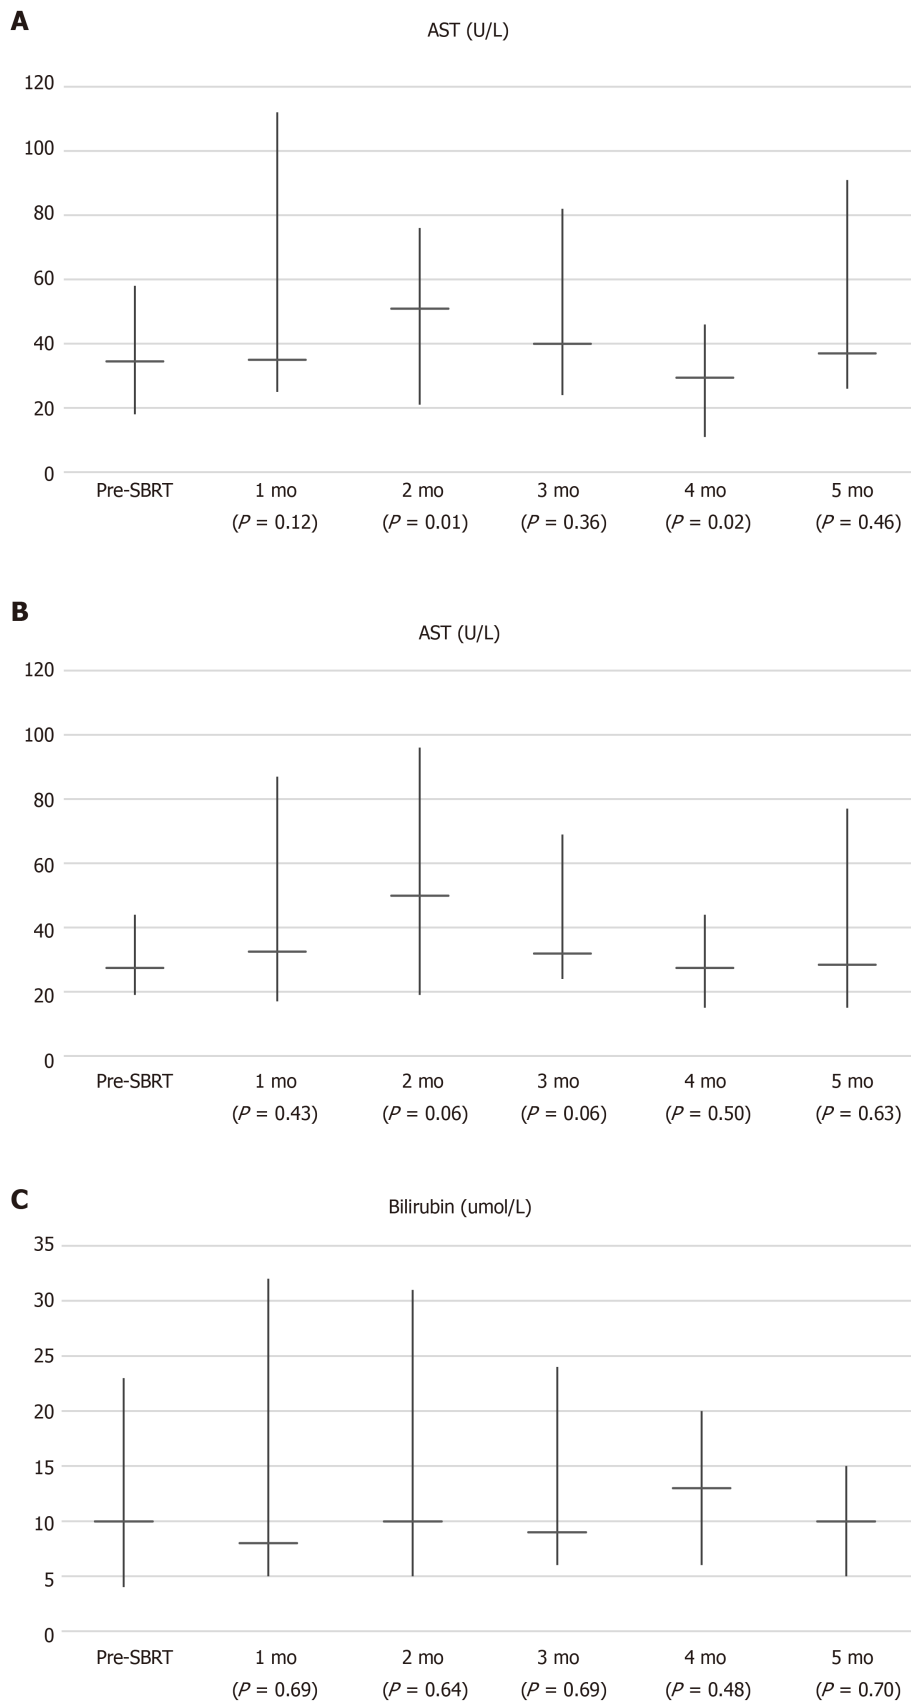 A
AST (U/L)
120
100
80
60
40
20
0
Pre-SBRT 1 mo 2 mo 3 mo 4 mo 5 mo
(P = 0.12) (P = 0.01) (P = 0.36) (P = 0.02) (P = 0.46)
B
AST (U/L)
120
100
80
60
40
20
0
Pre-SBRT 1 mo 2 mo 3 mo 4 mo 5 mo
(P = 0.43) (P = 0.06) (P = 0.06) (P = 0.50) (P = 0.63)
C
Bilirubin (umol/L)
35
30
25
20
15
10
5
0
Pre-SBRT 1 mo 2 mo 3 mo 4 mo 5 mo
(P = 0.69) (P = 0.64) (P = 0.69) (P = 0.48) (P = 0.70)